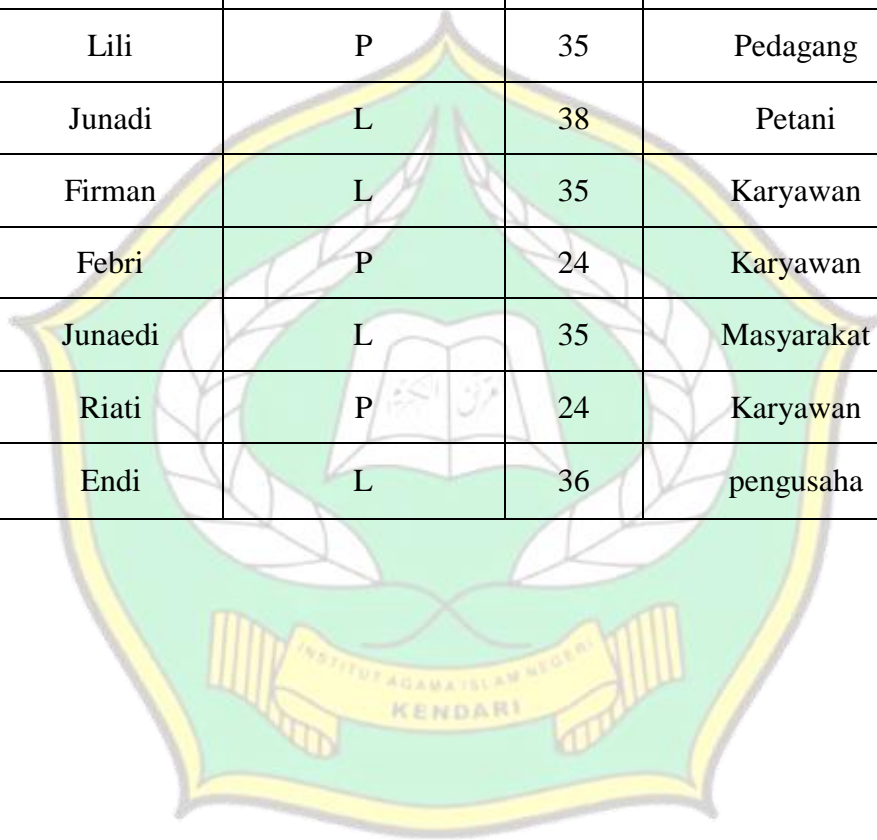 Lili P 35 Pedagang
Junadi L 38 Petani
Firman L 35 Karyawan
Febri P 24 Karyawan
Junaedi L 35 Masyarakat
Riati P 24 Karyawan
Endi L 36 pengusaha
INSTITUT AGAMA ISLAM NEGERI
KENDARI